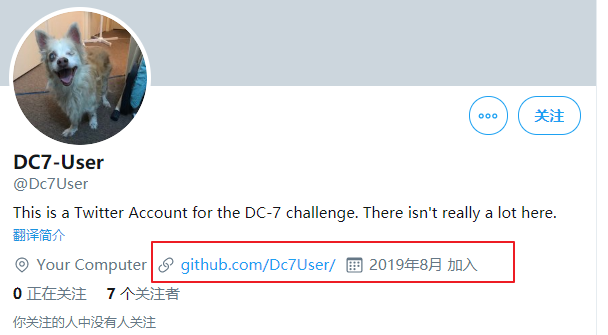 关注
DC7-User
@Dc7User
This is a Twitter Account for the DC-7 challenge. There isn't really a lot here.
翻译简介
Your Computer github.com/Dc7User/ 2019年8月 加入
0 正在关注 7 个关注者
你关注的人中没有人关注